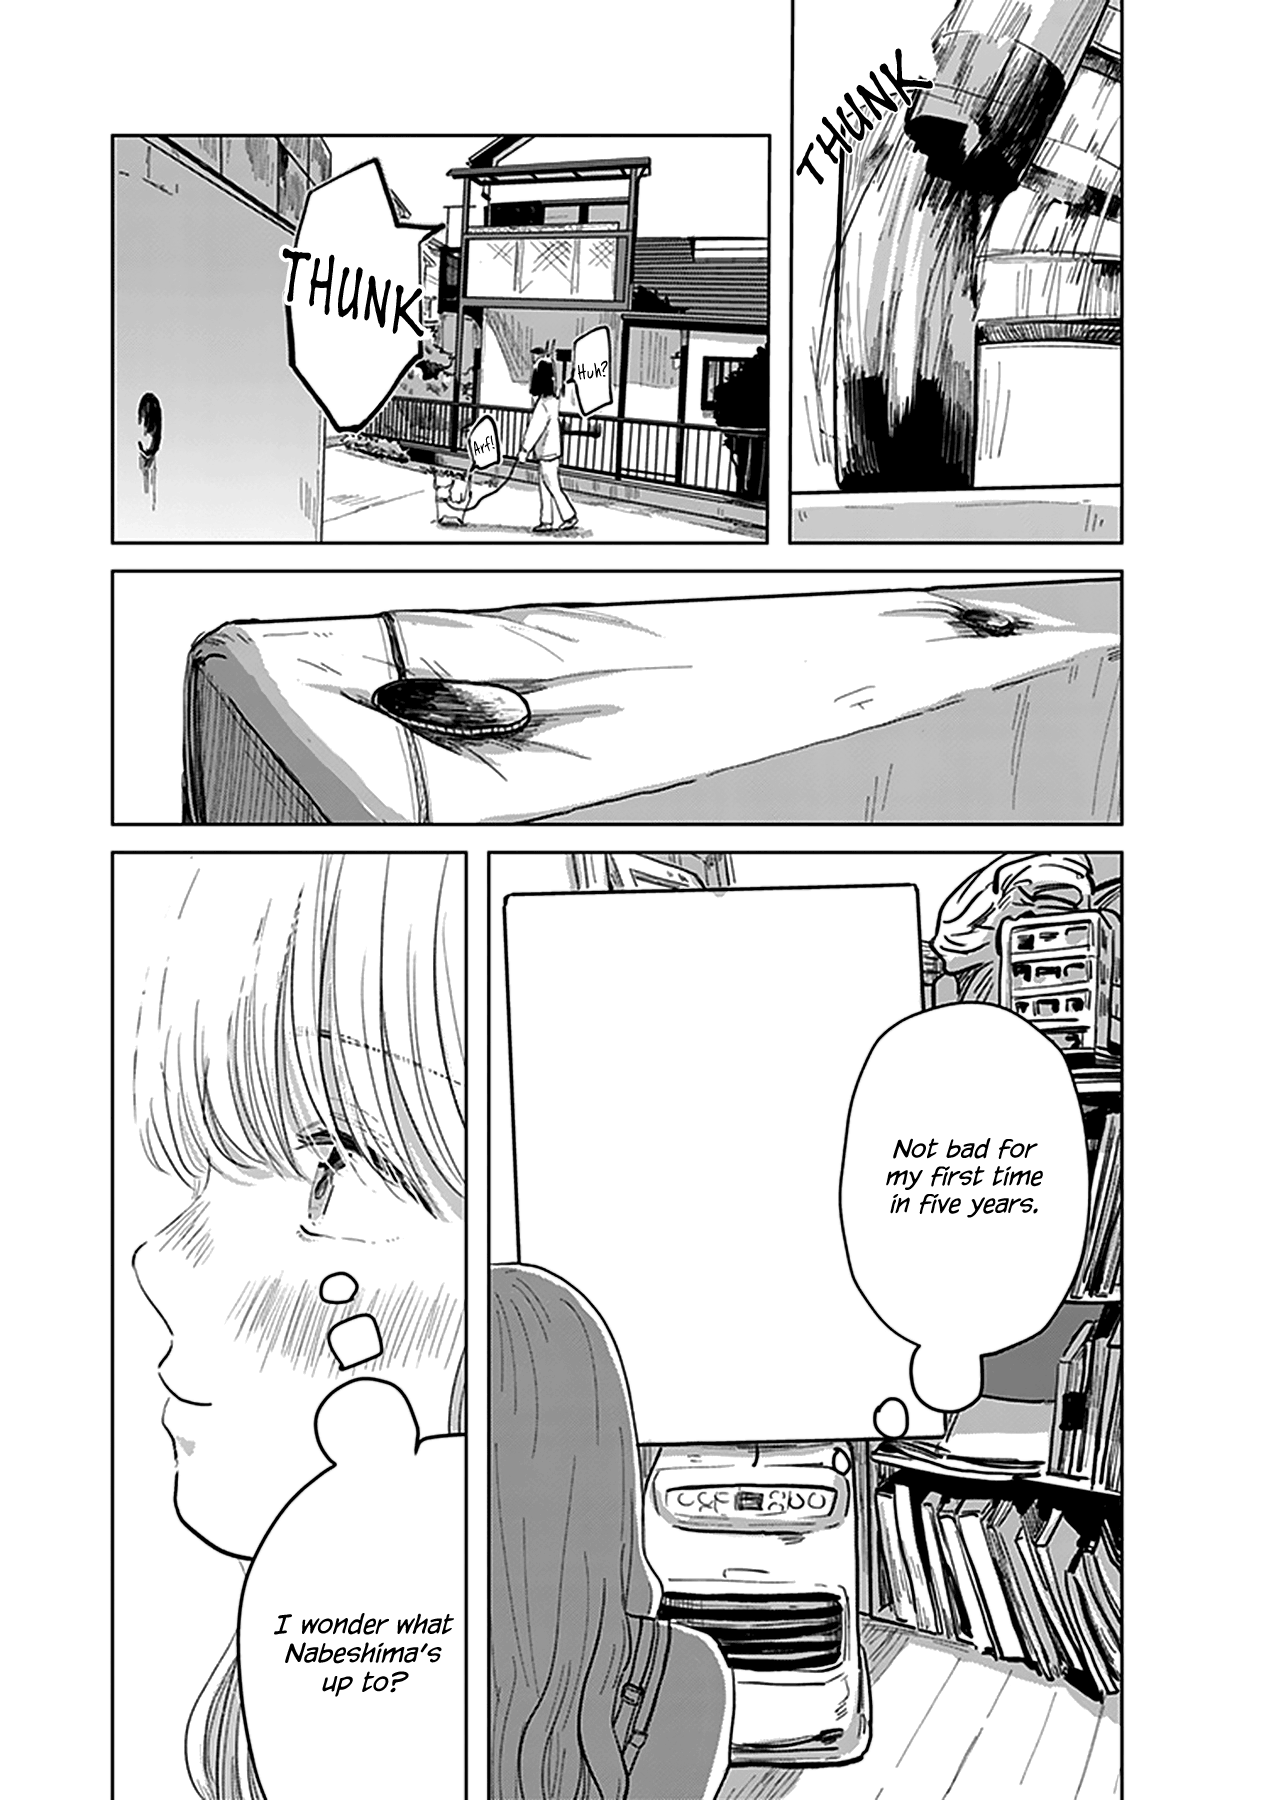 THUNK
THUNK
Huh?
Arf!
Not bad for
my first time
in five years.
I wonder what
Nabeshima's
up to?